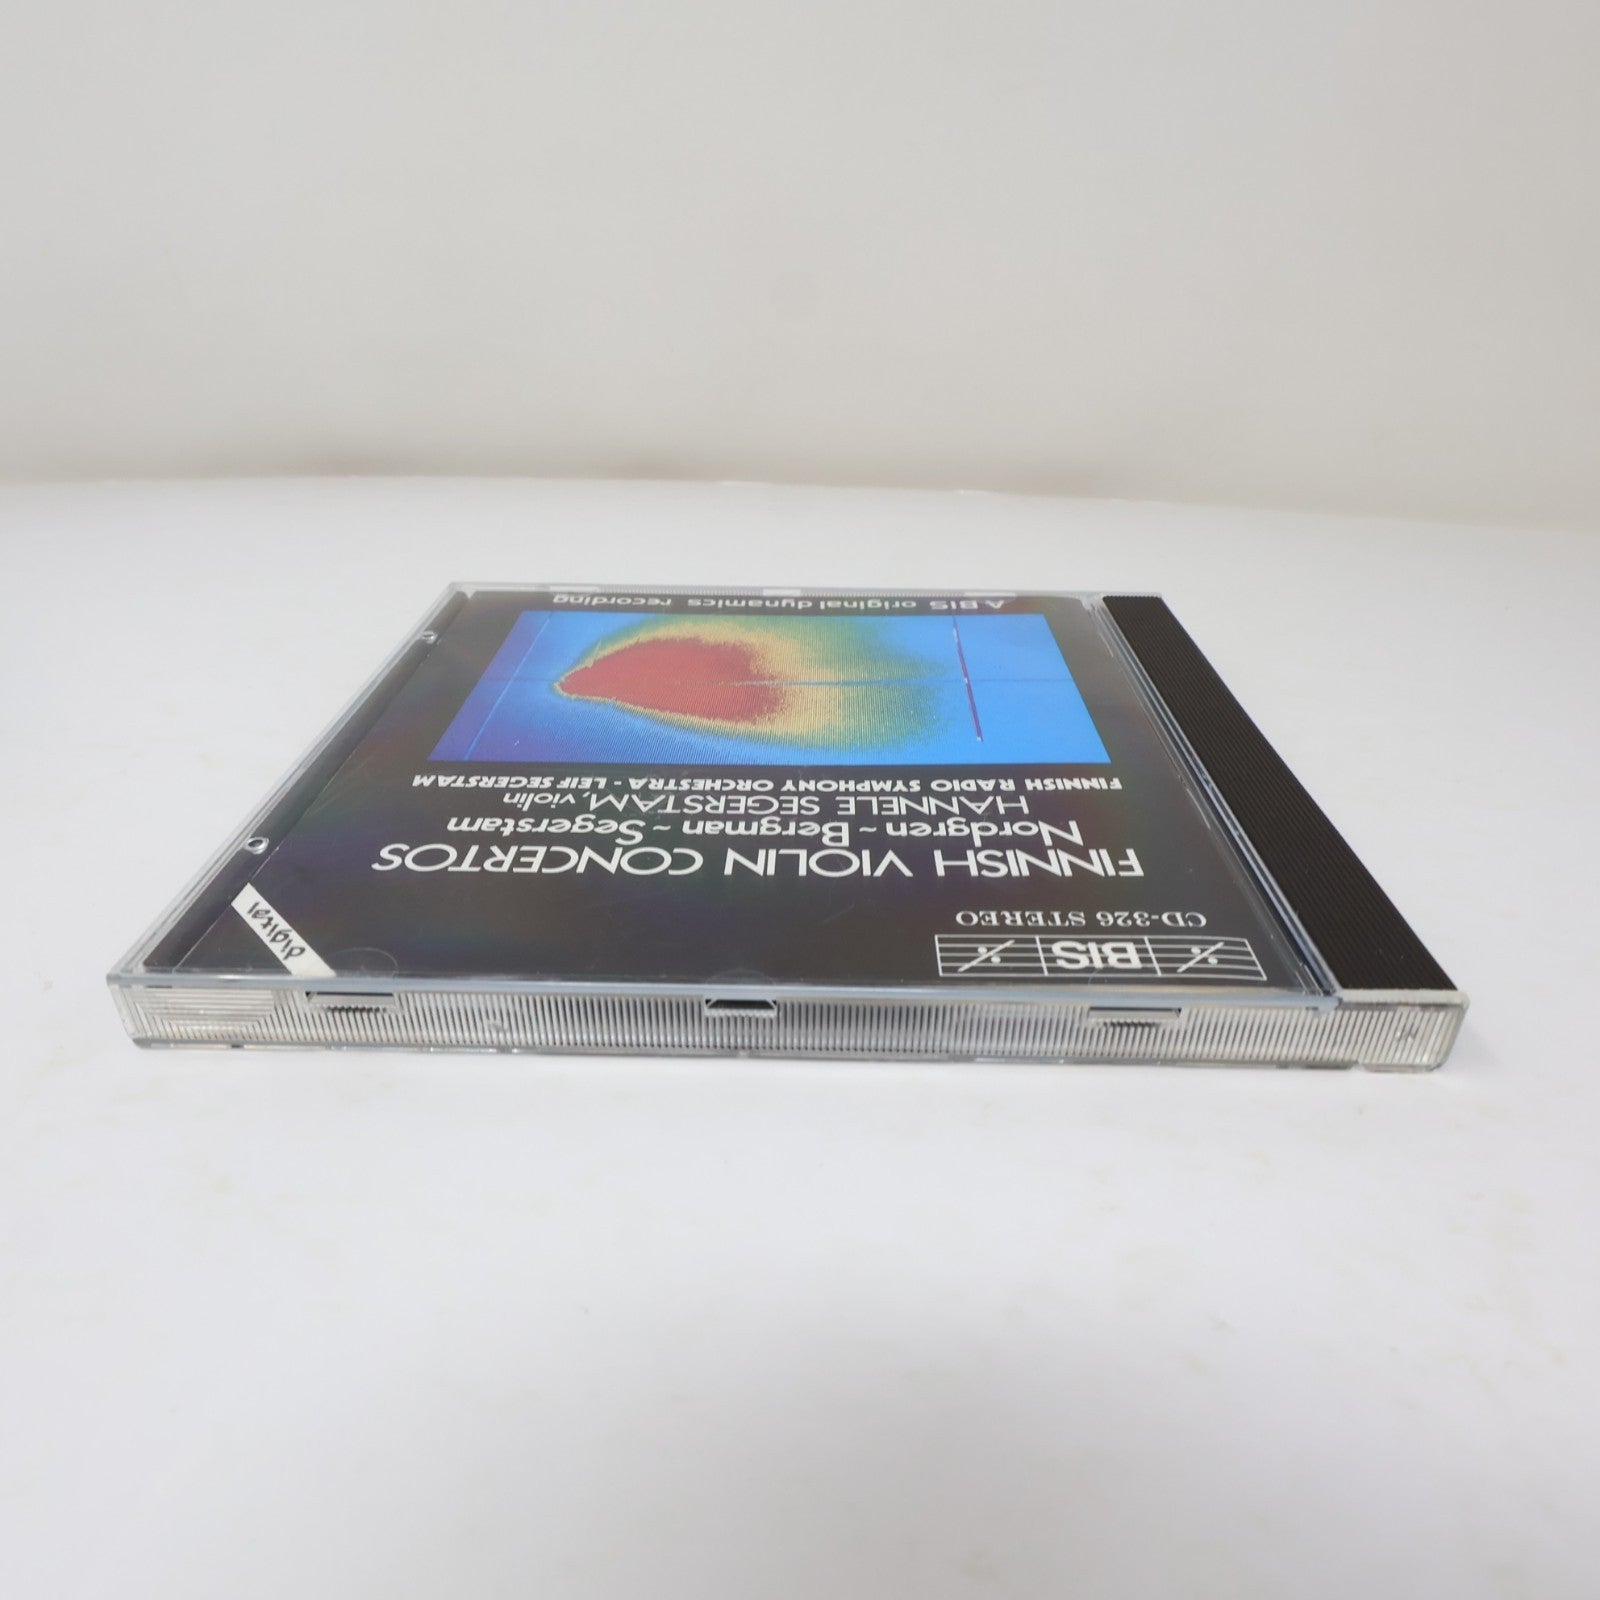 BIS
CD-326 STEREO
digital
FINNISH VIOLIN CONCERTOS
Nordgren ~ Bergman ~ Segerstam
HANNELE SEGERSTAM, violin
FINNISH RADIO SYMPHONY ORCHESTRA - LEIF SEGERSTAM
A BIS original dynamics recording